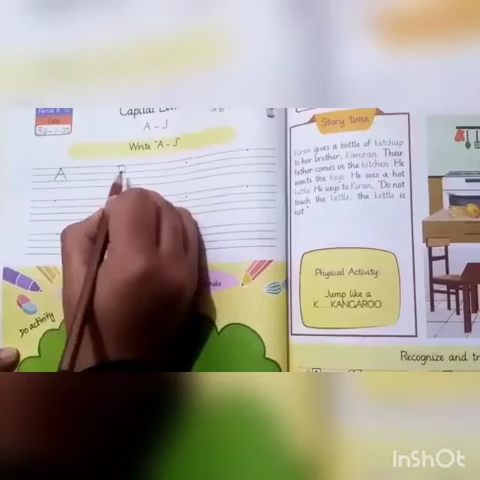 Capital
A - J
Write "A - J"
A
Do activity
Story time
Kiran gives a bottle of ketchup
to her brother, Kamran. Their
father comes in the kitchen. He
wants the keys. He sees a hot
kettle. He says to Kiran, "Do not
touch the kettle, the kettle is
hot."
Physical Activity:
Jump like a
K......KANGAROO
Recognize and tr
InShOt